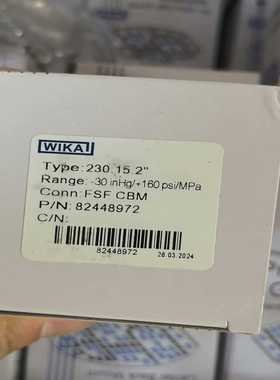 WIKA
Type: 230.15 2"
Range: -30 inHg/+160 psi/MPa
Conn: FSF CBM
P/N: 82448972
C/N:
82448972
26.03.2024